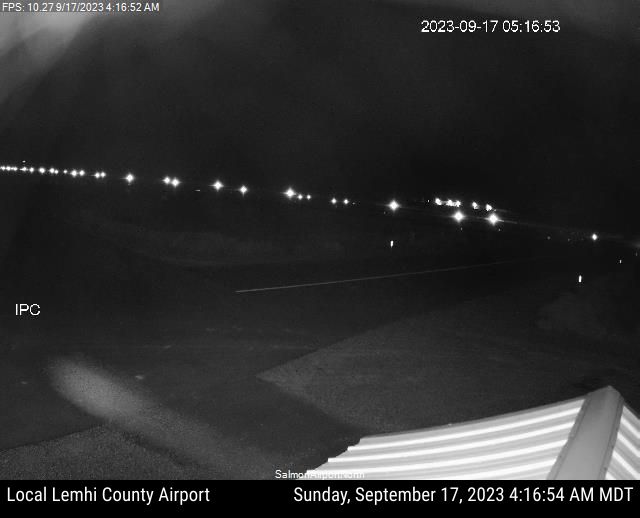 FPS: 10.27 9/17/2023 4:16:52 AM
2023-09-17 05:16:53
IPC
Local Lemhi County Airport
Sunday, September 17, 2023 4:16:54 AM MDT